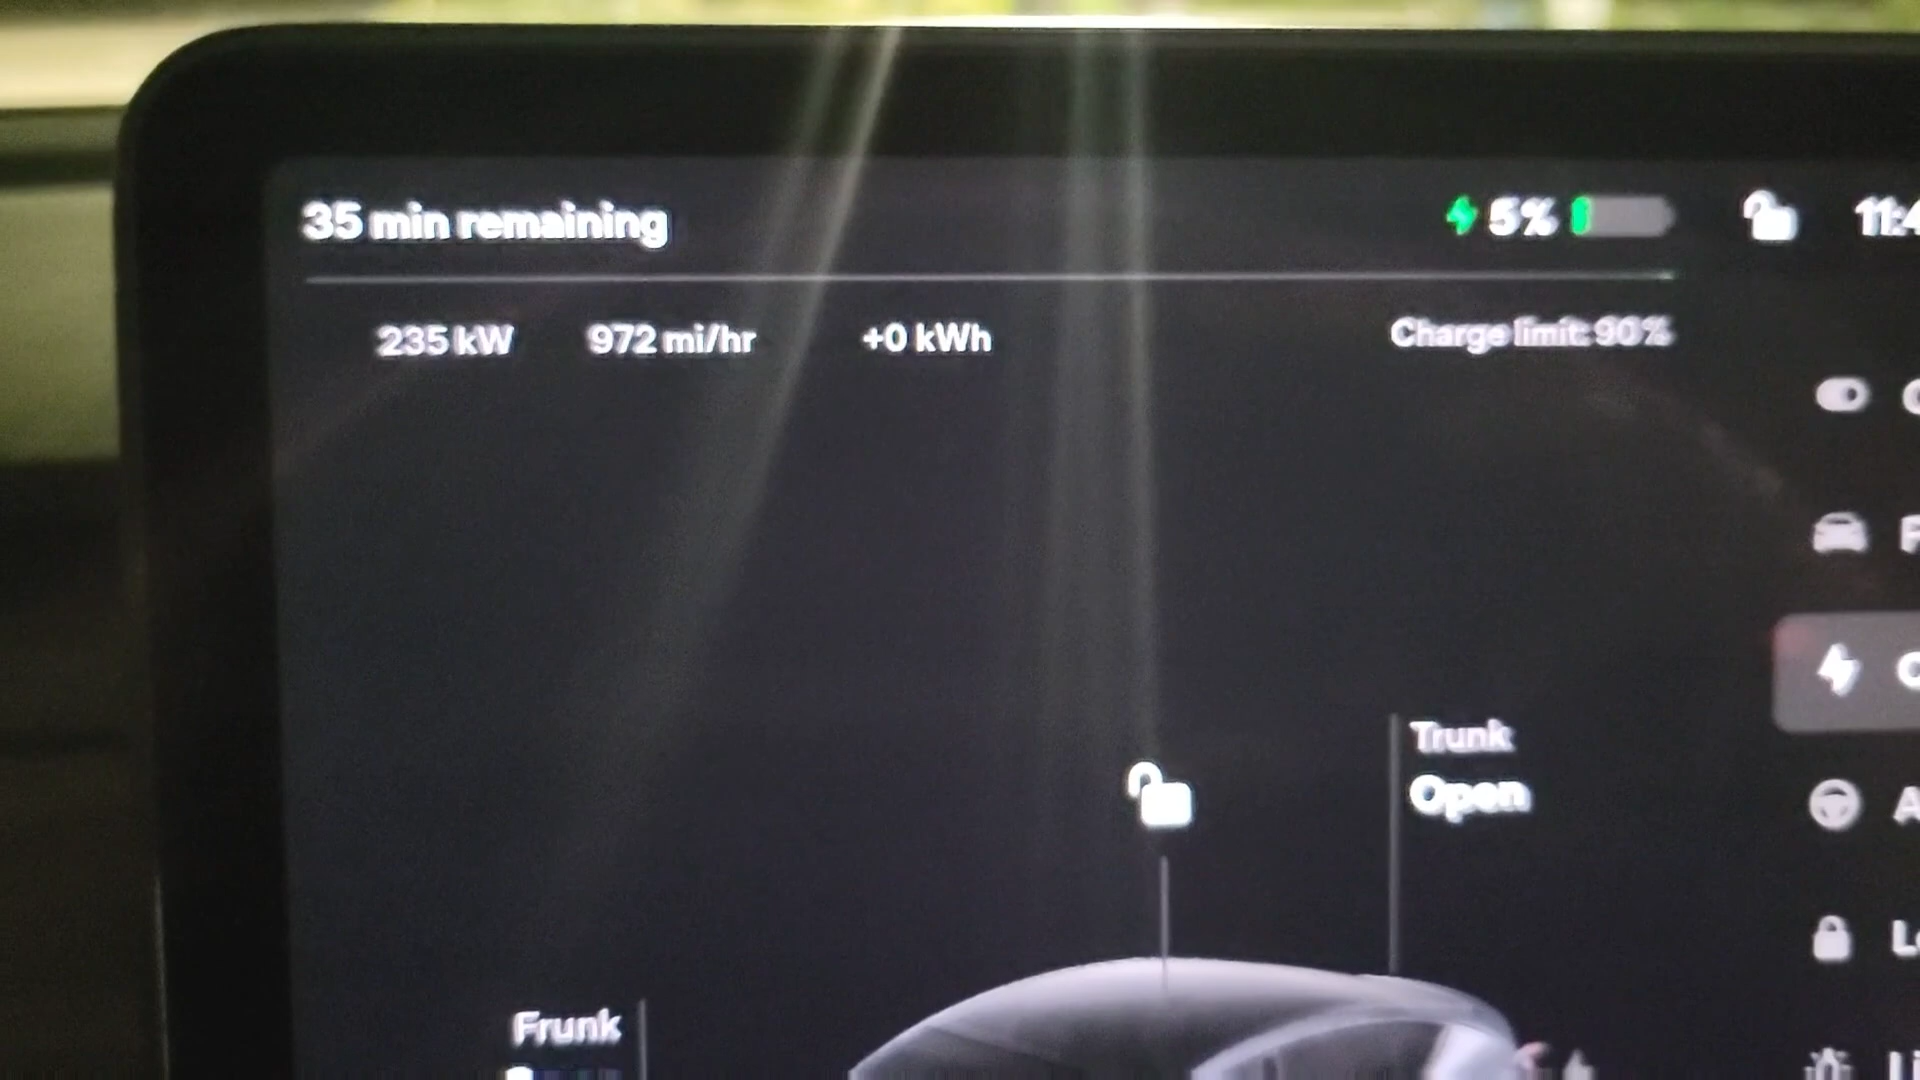 35 min remaining
5%
235 kW 972 mi/hr +0 kWh
Charge limit: 90%
Trunk
Open
Frunk